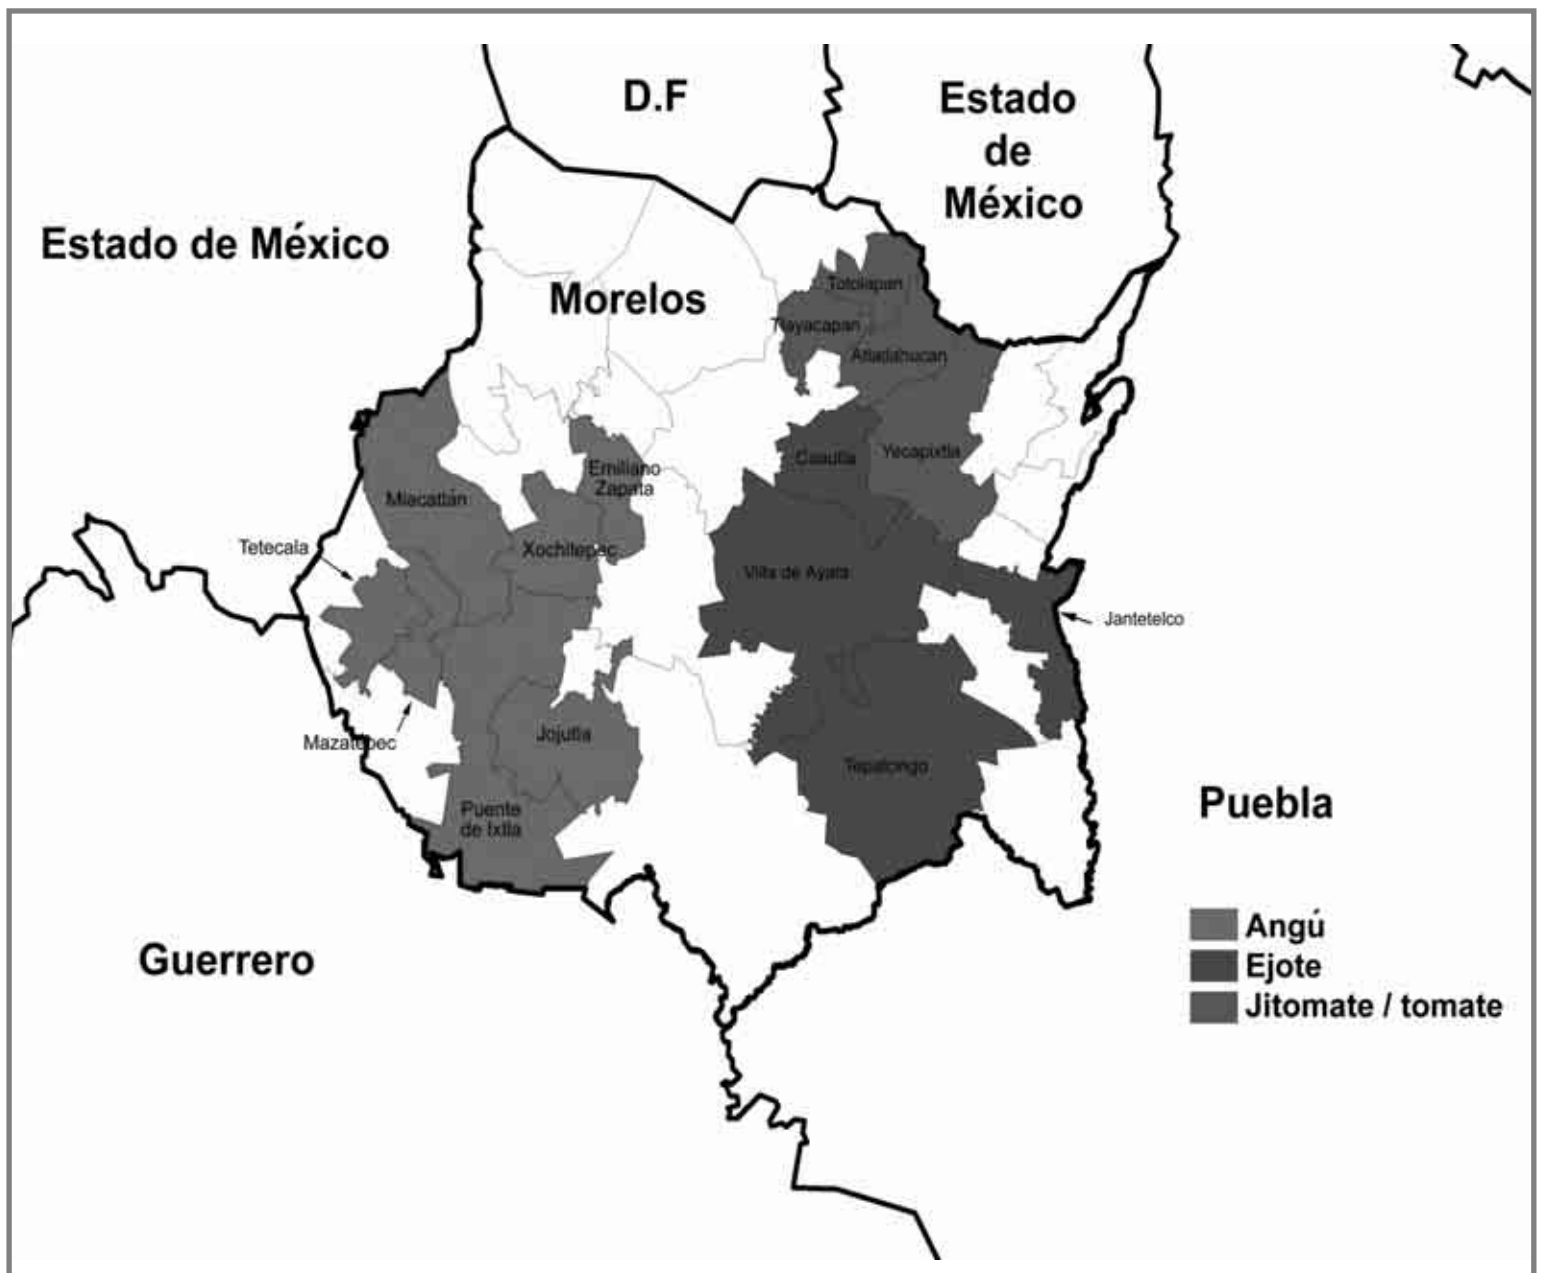 D.F
Estado
de
México
Estado de México
Morelos
Totolapan
Tlayacapan
Atlatlahucan
Cuautla
Yecapixtla
Emiliano
Zapata
Miacatlán
Tetecala
Xochitepec
Villa de Ayala
Jantetelco
Mazatepec
Jojutla
Tepalcingo
Puente
de Ixtla
Puebla
Guerrero
Angú
Ejote
Jitomate / tomate